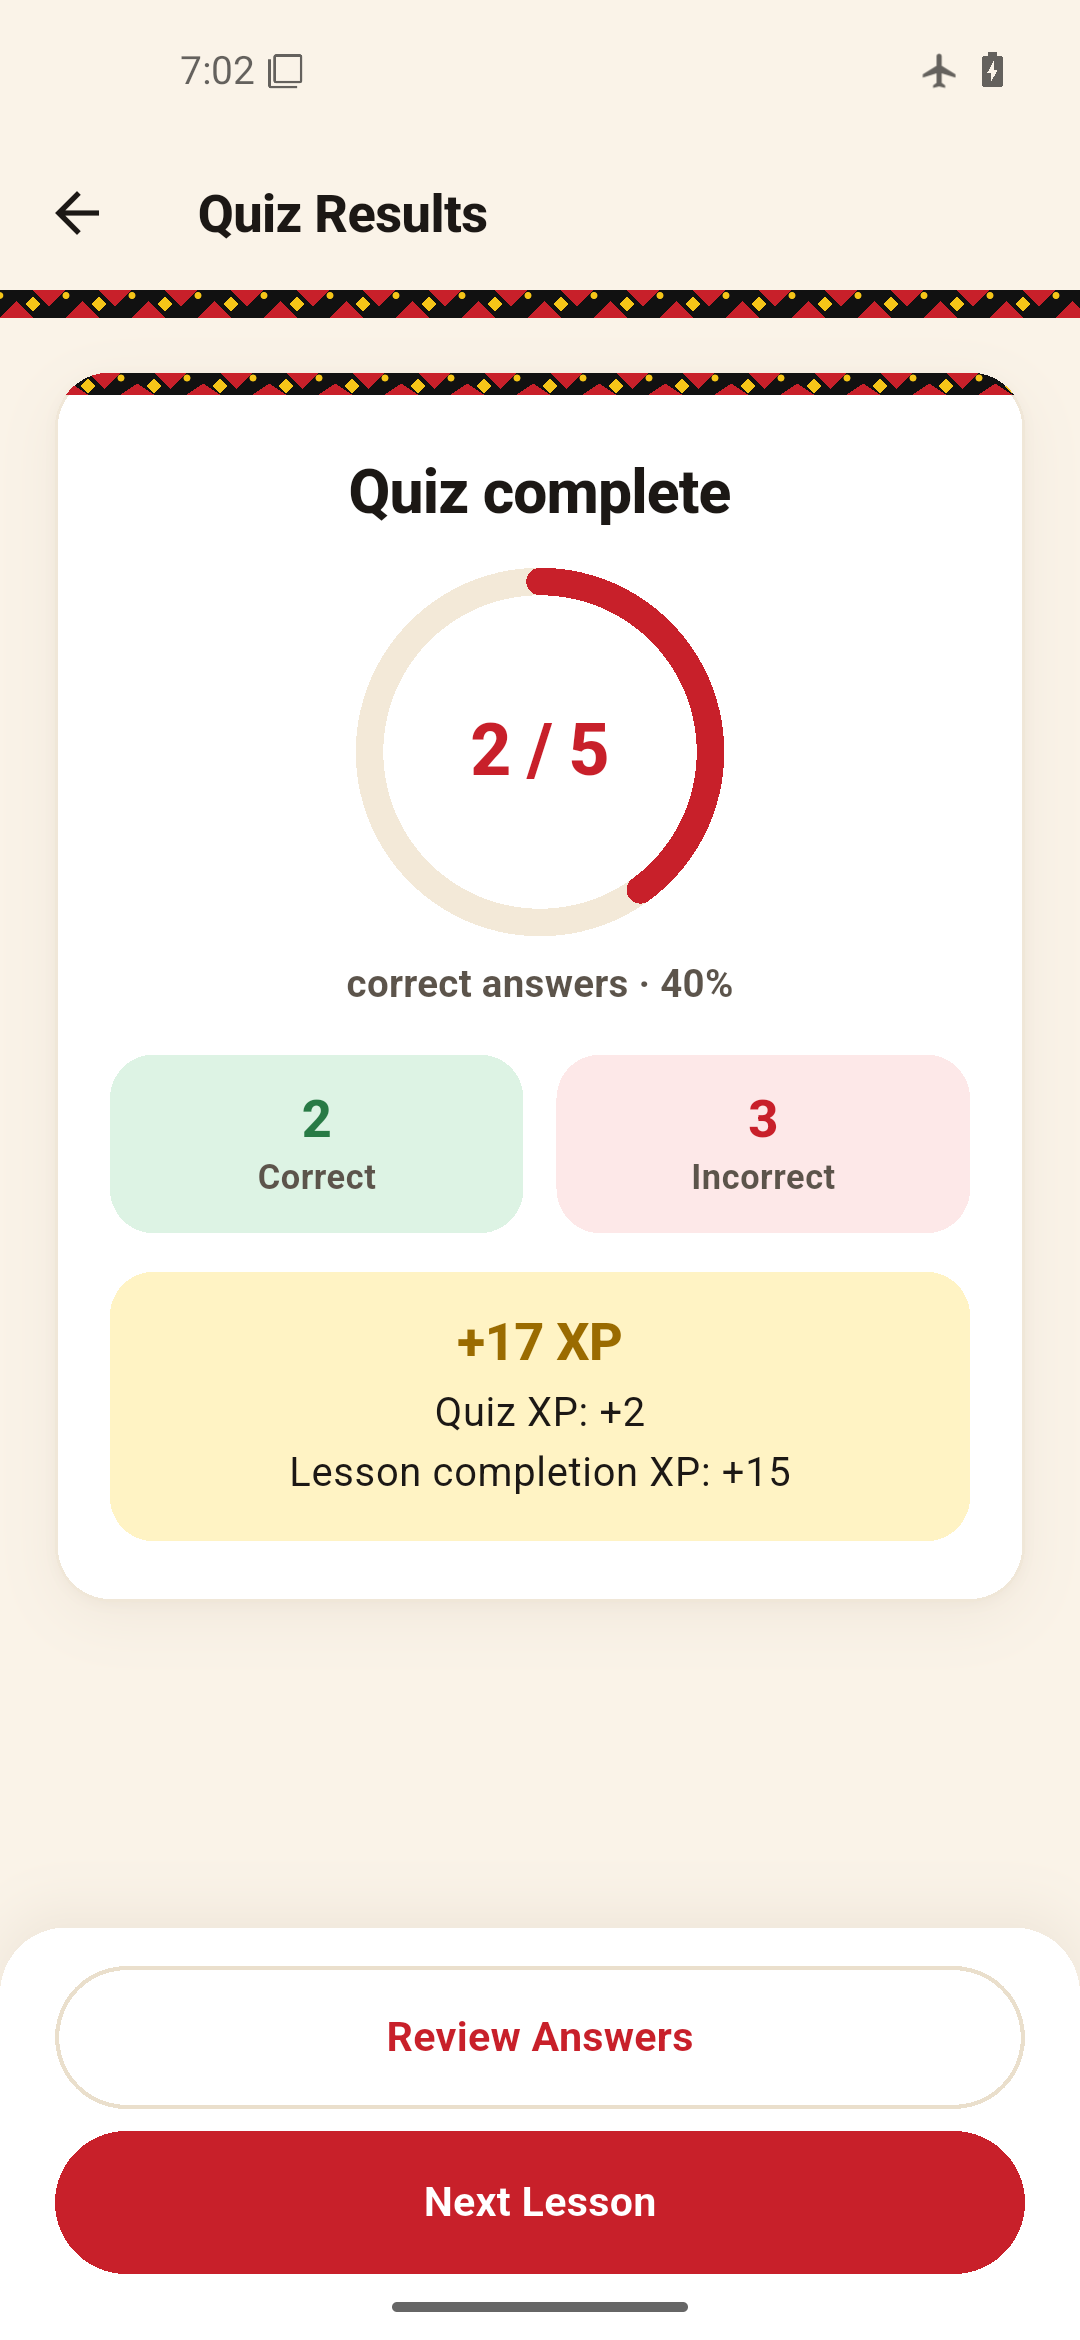 7:02
Quiz Results
Quiz complete
2 / 5
correct answers · 40%
2
Correct
3
Incorrect
+17 XP
Quiz XP: +2
Lesson completion XP: +15
Review Answers
Next Lesson